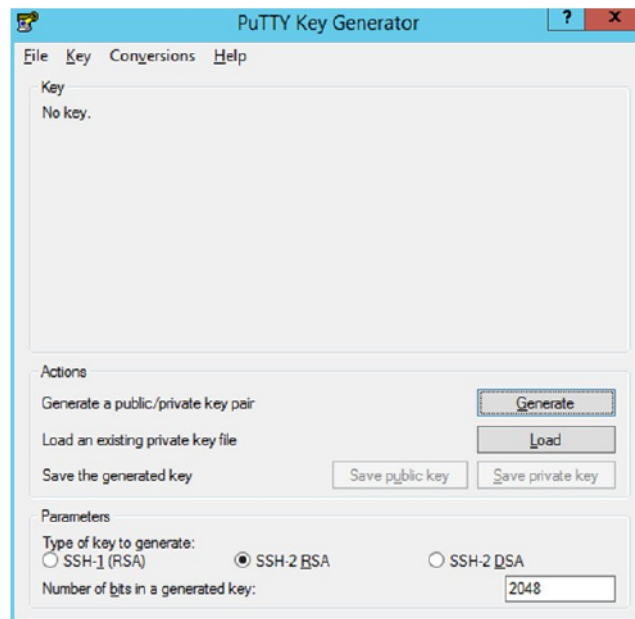 PuTTY Key Generator
? x
File Key Conversions Help
Key
No key.
Actions
Generate a public/private key pair Generate
Load an existing private key file Load
Save the generated key Save public key Save private key
Parameters
Type of key to generate:
SSH-1 (RSA) SSH-2 RSA SSH-2 DSA
Number of bits in a generated key: 2048